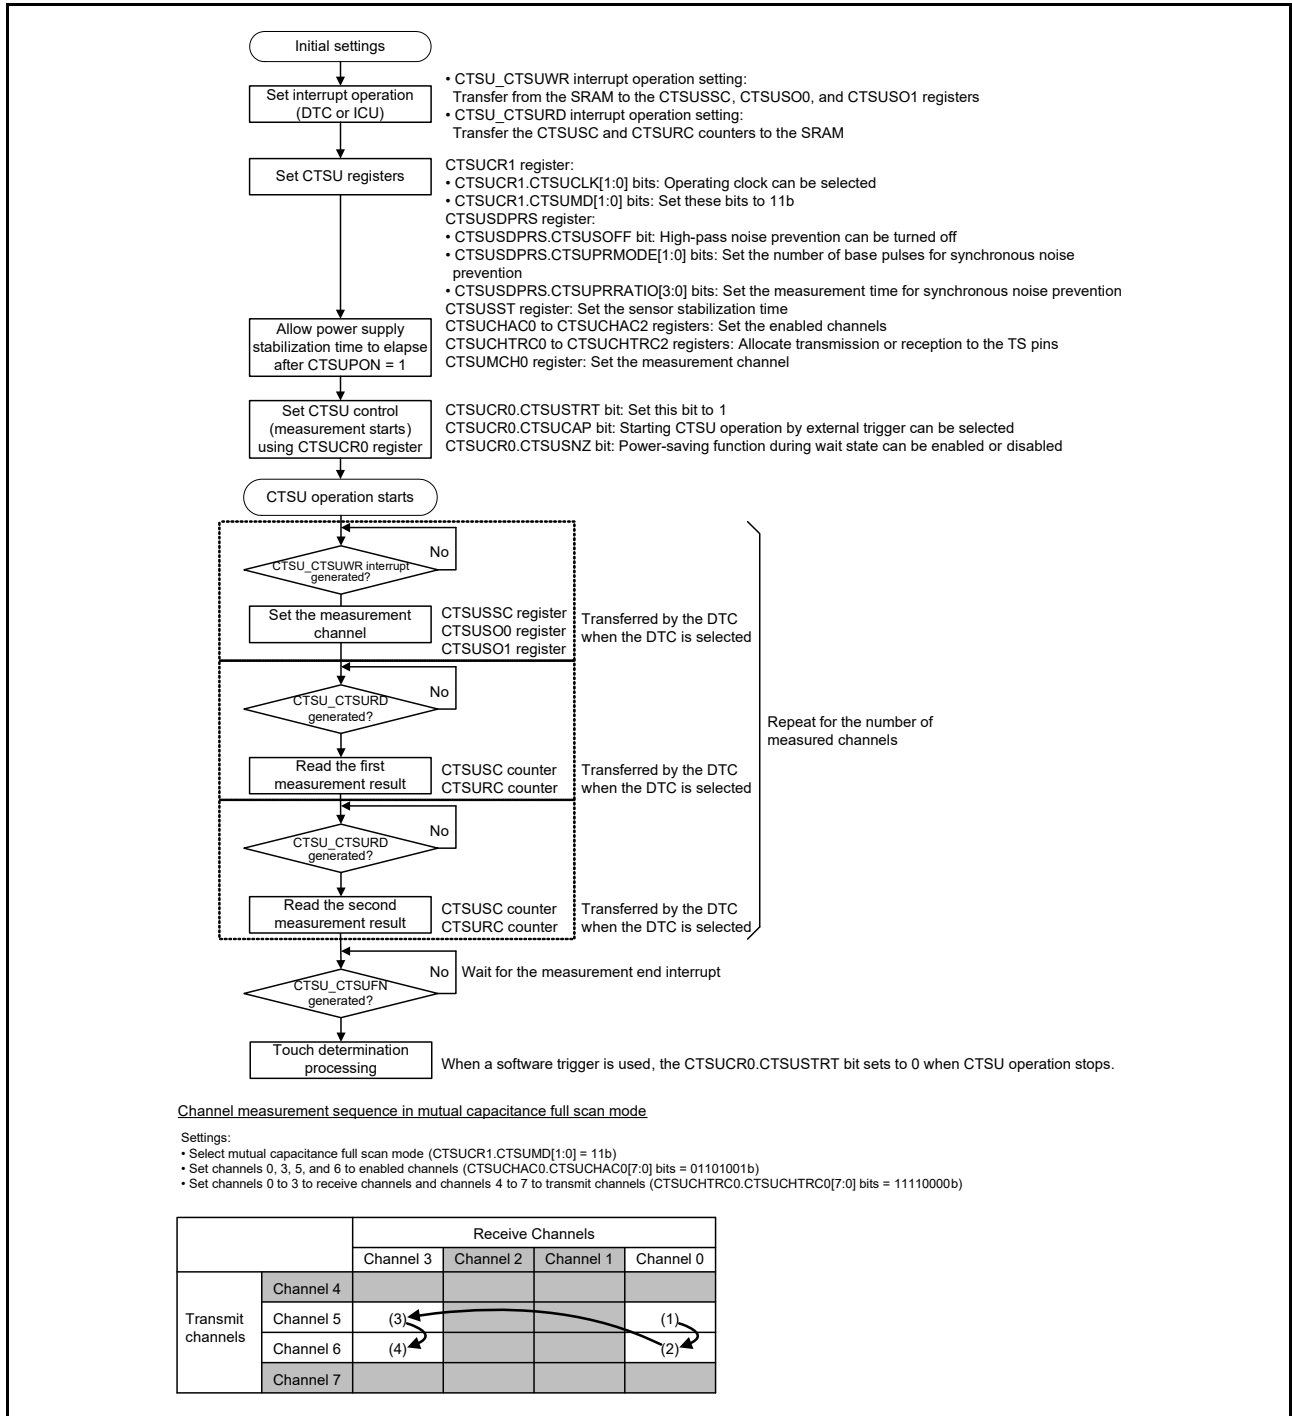 Initial settings
Set interrupt operation
(DTC or ICU)
• CTSU_CTSUWR interrupt operation setting:
Transfer from the SRAM to the CTSUSSC, CTSUSO0, and CTSUSO1 registers
• CTSU_CTSURD interrupt operation setting:
Transfer the CTSUSC and CTSURC counters to the SRAM
Set CTSU registers
CTSUCR1 register:
• CTSUCR1.CTSUCLK[1:0] bits: Operating clock can be selected
• CTSUCR1.CTSUMD[1:0] bits: Set these bits to 11b
CTSUSDPRS register:
• CTSUSDPRS.CTSUSOFF bit: High-pass noise prevention can be turned off
• CTSUSDPRS.CTSUPRMODE[1:0] bits: Set the number of base pulses for synchronous noise
prevention
• CTSUSDPRS.CTSUPRRATIO[3:0] bits: Set the measurement time for synchronous noise prevention
CTSUSST register: Set the sensor stabilization time
CTSUCHAC0 to CTSUCHAC2 registers: Set the enabled channels
CTSUCHTRC0 to CTSUCHTRC2 registers: Allocate transmission or reception to the TS pins
CTSUMCH0 register: Set the measurement channel
Allow power supply
stabilization time to elapse
after CTSUPON = 1
Set CTSU control
(measurement starts)
using CTSUCR0 register
CTSUCR0.CTSUSTRT bit: Set this bit to 1
CTSUCR0.CTSUCAP bit: Starting CTSU operation by external trigger can be selected
CTSUCR0.CTSUSNZ bit: Power-saving function during wait state can be enabled or disabled
CTSU operation starts
No
CTSU_CTSUWR interrupt
generated?
Set the measurement
channel
CTSUSSC register
CTSUSO0 register
CTSUSO1 register
Transferred by the DTC
when the DTC is selected
No
CTSU_CTSURD
generated?
Repeat for the number of
measured channels
Read the first
measurement result
CTSUSC counter
CTSURC counter
Transferred by the DTC
when the DTC is selected
No
CTSU_CTSURD
generated?
Read the second
measurement result
CTSUSC counter
CTSURC counter
Transferred by the DTC
when the DTC is selected
No
Wait for the measurement end interrupt
CTSU_CTSUFN
generated?
Touch determination
processing
When a software trigger is used, the CTSUCR0.CTSUSTRT bit sets to 0 when CTSU operation stops.
Channel measurement sequence in mutual capacitance full scan mode
Settings:
• Select mutual capacitance full scan mode (CTSUCR1.CTSUMD[1:0] = 11b)
• Set channels 0, 3, 5, and 6 to enabled channels (CTSUCHAC0.CTSUCHAC0[7:0] bits = 01101001b)
• Set channels 0 to 3 to receive channels and channels 4 to 7 to transmit channels (CTSUCHTRC0.CTSUCHTRC0[7:0] bits = 11110000b)
Receive Channels
Channel 3 Channel 2 Channel 1 Channel 0
Transmit
channels
Channel 4
Channel 5 (3) (1)
Channel 6 (4) (2)
Channel 7